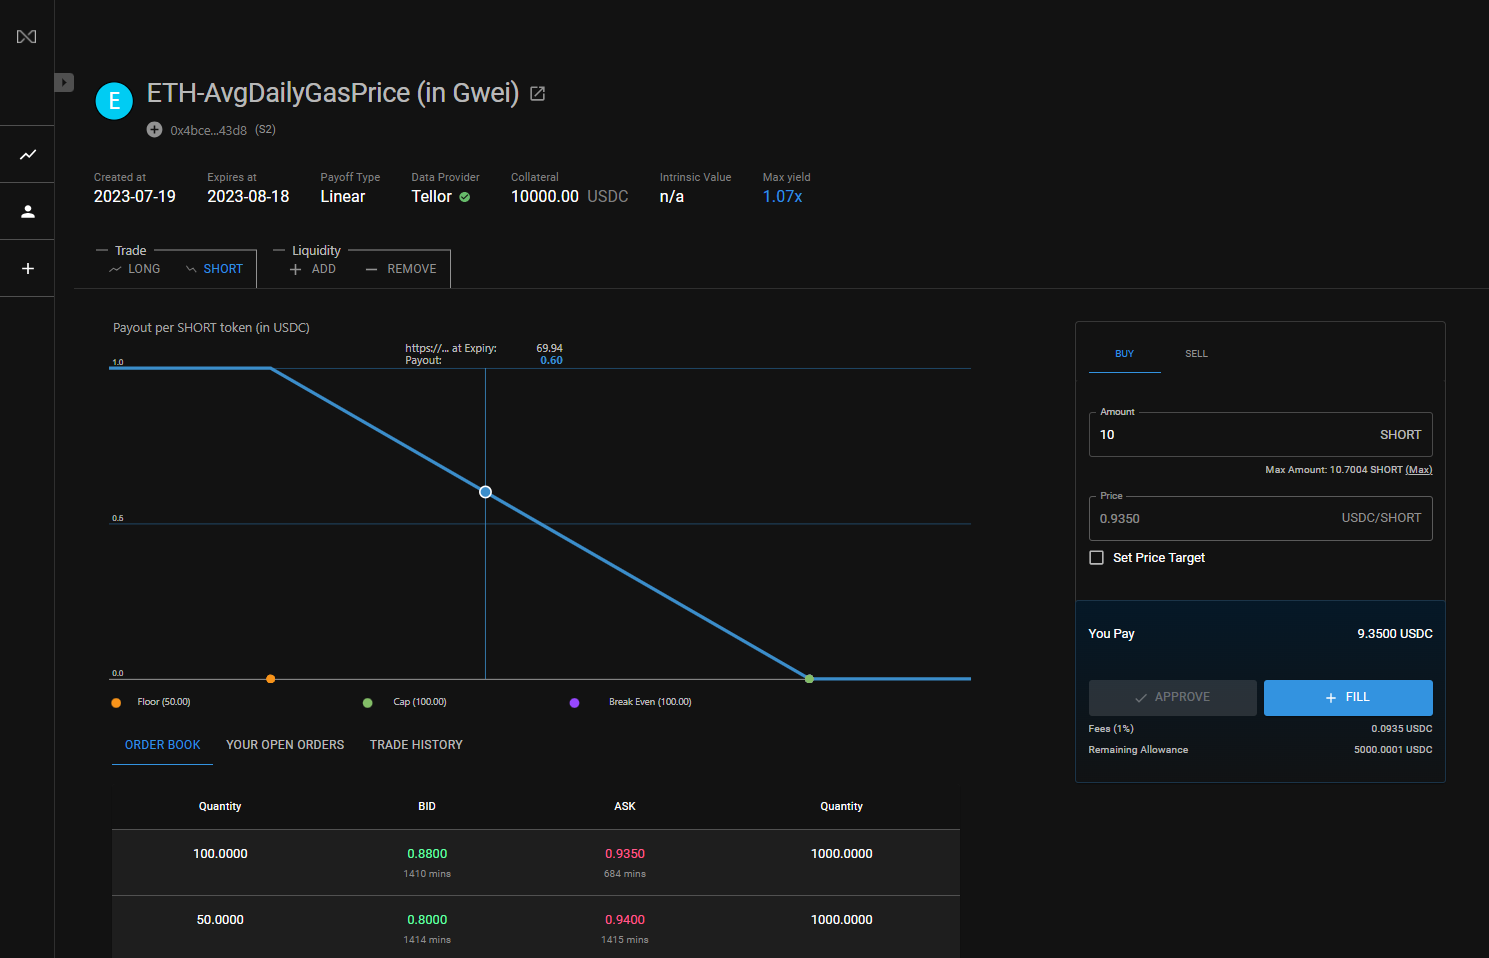 E
ETH-AvgDailyGasPrice (in Gwei)
0x4bce...43d8 (S2)
Created at Expires at Payoff Type Data Provider Collateral Intrinsic Value Max yield
2023-07-19 2023-08-18 Linear Tellor 10000.00 USDC n/a 1.07x
Trade Liquidity
LONG SHORT ADD REMOVE
Payout per SHORT token (in USDC)
https://... at Expiry: 69.94
Payout: 0.60
1.0
0.5
0.0
Floor (50.00) Cap (100.00) Break Even (100.00)
BUY SELL
Amount
10 SHORT
Max Amount: 10.7004 SHORT (Max)
Price
0.9350 USDC/SHORT
Set Price Target
You Pay 9.3500 USDC
APPROVE FILL
Fees (1%) 0.0935 USDC
Remaining Allowance 5000.0001 USDC
ORDER BOOK YOUR OPEN ORDERS TRADE HISTORY
Quantity BID ASK Quantity
100.0000 0.8800 0.9350 1000.0000
1410 mins 684 mins
50.0000 0.8000 0.9400 1000.0000
1414 mins 1415 mins